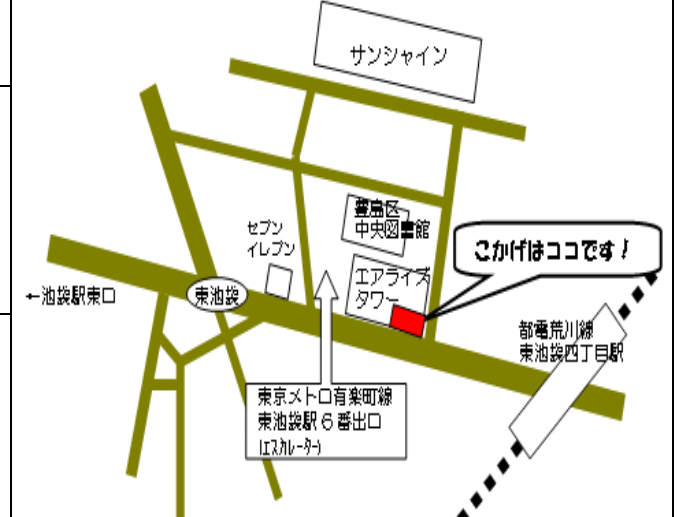 サンシャイン
豊島区
中央図書館
セブン
イレブン
こかげはココです！
エアライズ
タワー
←池袋駅東口
東池袋
都電荒川線
東池袋四丁目駅
東京メトロ有楽町線
東池袋駅６番出口
(エスカレーター)